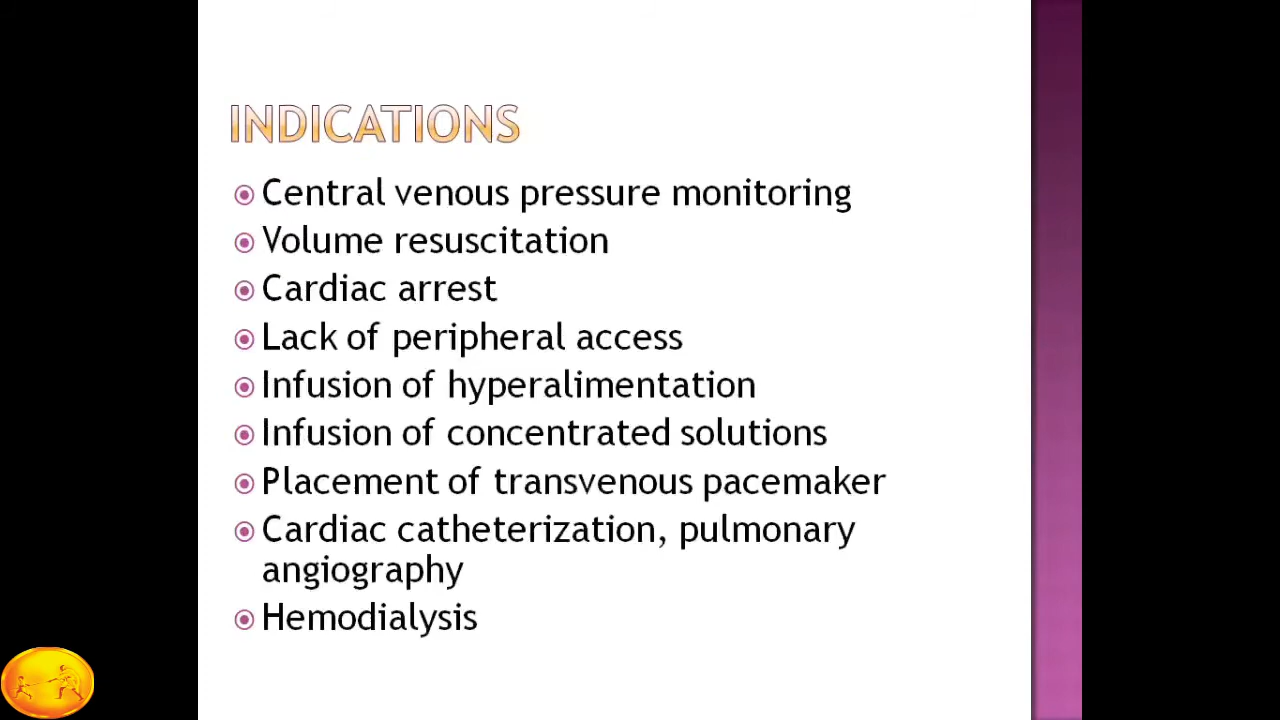 INDICATIONS
Central venous pressure monitoring
Volume resuscitation
Cardiac arrest
Lack of peripheral access
Infusion of hyperalimentation
Infusion of concentrated solutions
Placement of transvenous pacemaker
Cardiac catheterization, pulmonary
angiography
Hemodialysis